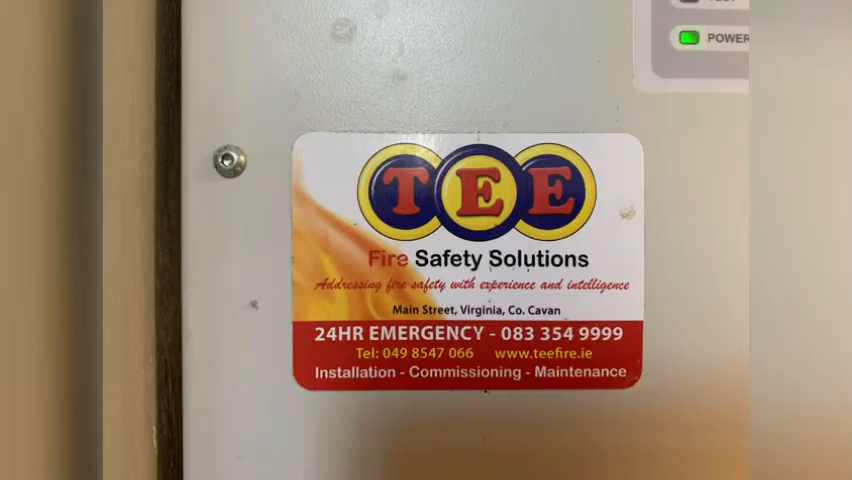 POWER
TEE
Fire Safety Solutions
Addressing fire safety with experience and intelligence
Main Street, Virginia, Co. Cavan
24HR EMERGENCY - 083 354 9999
Tel: 049 8547 066 www.teefire.ie
Installation - Commissioning - Maintenance